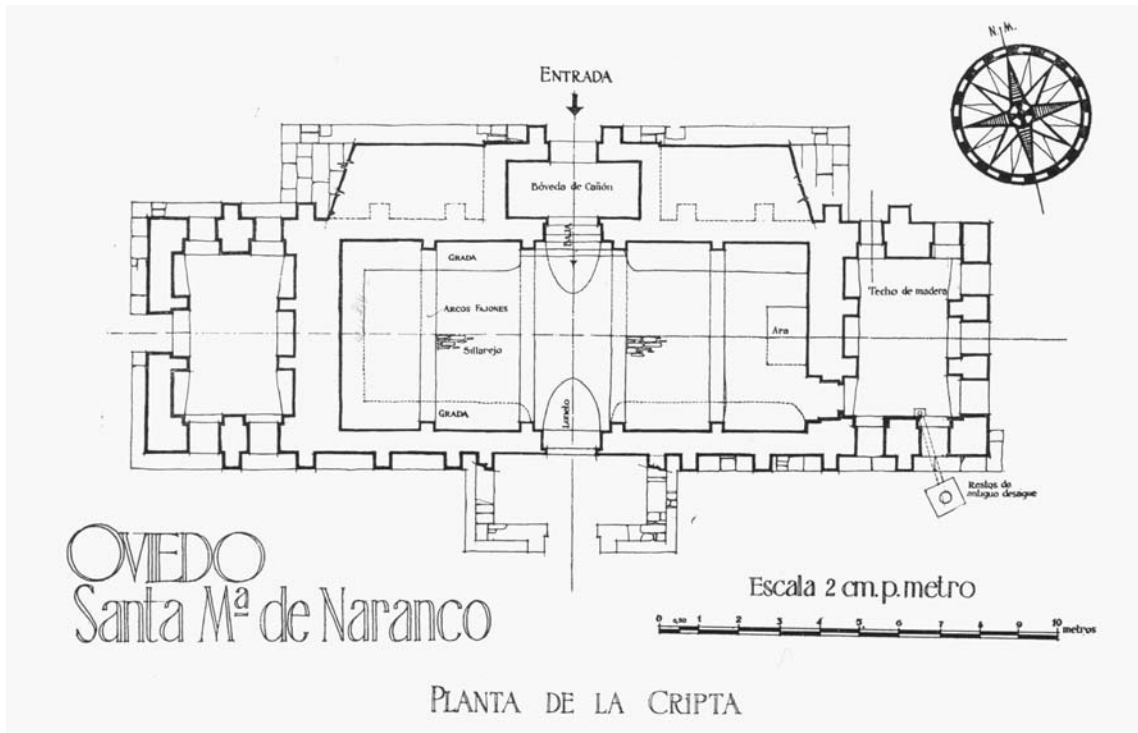 N. M.
ENTRADA
Bóveda de Cañón
BAJA
GRADA
Techo de madera
ARCOS FAJONES
Ara
Sillarejo
GRADA
Luneto
Restos de
antiguo desague
OVIEDO
Santa Mª de Naranco
Escala 2 cm. p. metro
0 0,50 1 2 3 4 5 6 7 8 9 10 metros
PLANTA DE LA CRIPTA